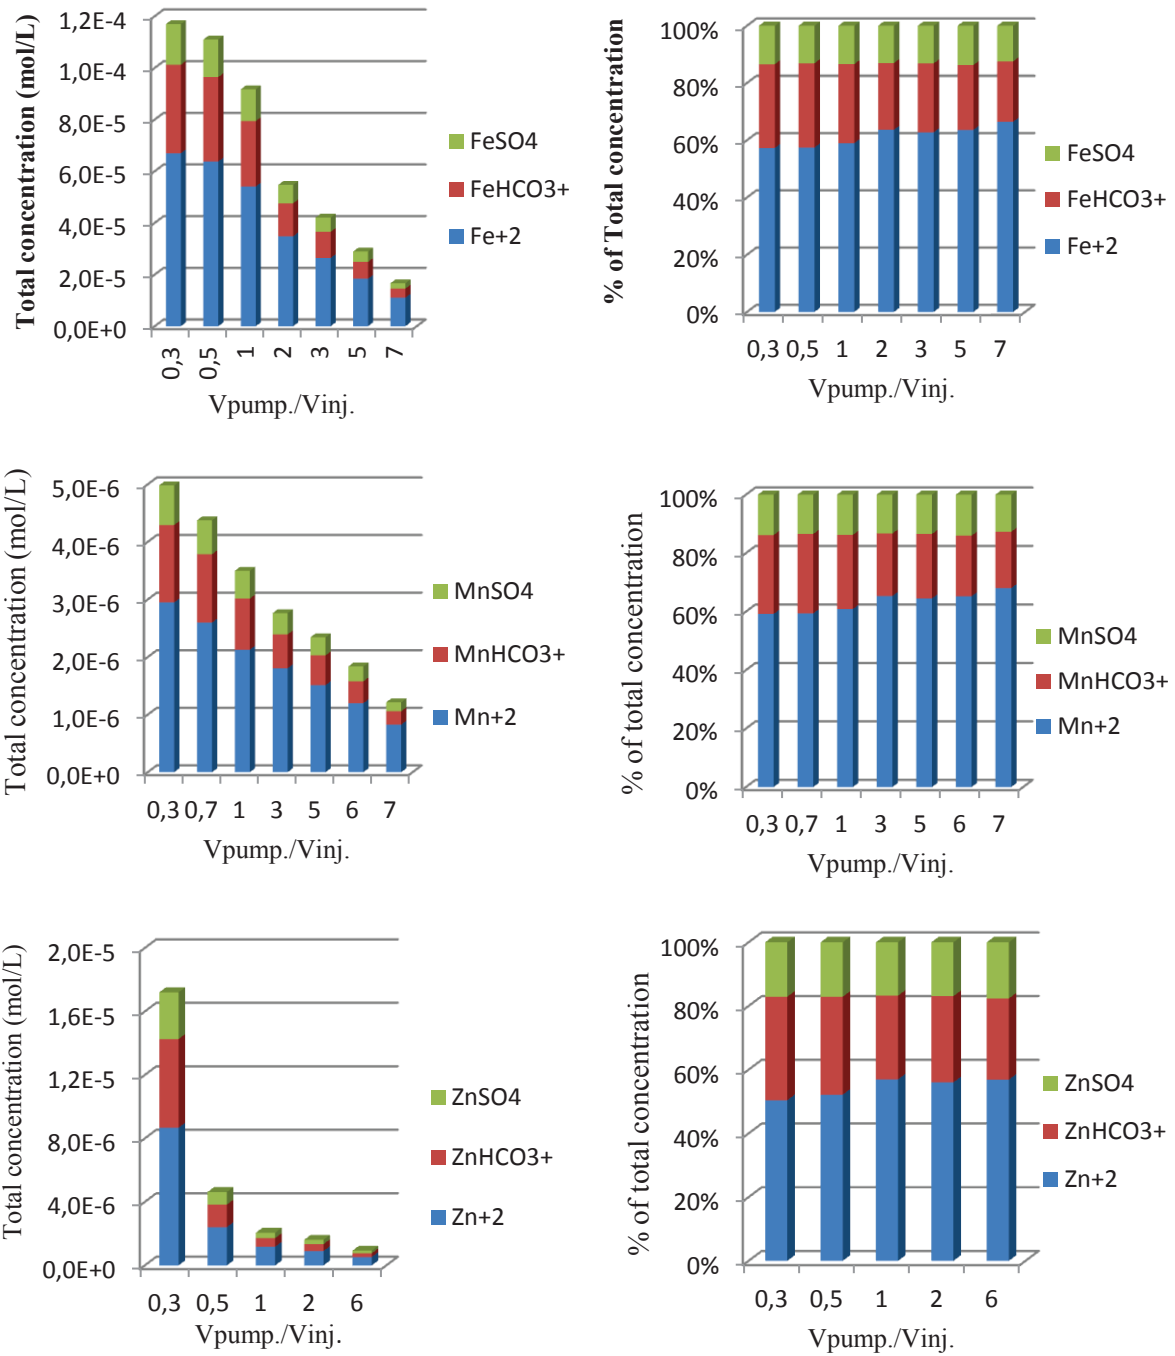 Total concentration (mol/L)
1,2E-4
1,0E-4
8,0E-5
6,0E-5
4,0E-5
2,0E-5
0,0E+0
0,3
0,5
1
2
3
5
7
Vpump./Vinj.
FeSO4
FeHCO3+
Fe+2
% of Total concentration
100%
80%
60%
40%
20%
0%
0,3 0,5 1 2 3 5 7
Vpump./Vinj.
FeSO4
FeHCO3+
Fe+2
Total concentration (mol/L)
5,0E-6
4,0E-6
3,0E-6
2,0E-6
1,0E-6
0,0E+0
0,3 0,7 1 3 5 6 7
Vpump./Vinj.
MnSO4
MnHCO3+
Mn+2
% of total concentration
100%
80%
60%
40%
20%
0%
0,3 0,7 1 3 5 6 7
Vpump./Vinj.
MnSO4
MnHCO3+
Mn+2
Total concentration (mol/L)
2,0E-5
1,6E-5
1,2E-5
8,0E-6
4,0E-6
0,0E+0
0,3 0,5 1 2 6
Vpump./Vinj.
ZnSO4
ZnHCO3+
Zn+2
% of total concentration
100%
80%
60%
40%
20%
0%
0,3 0,5 1 2 6
Vpump./Vinj.
ZnSO4
ZnHCO3+
Zn+2